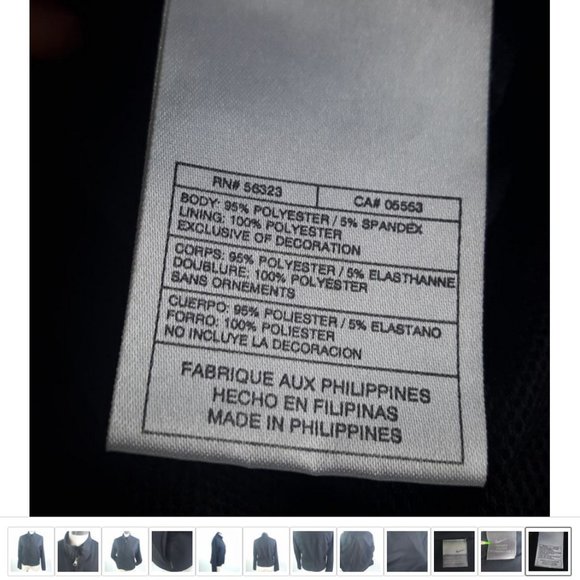 RN# 56323 CA# 05553
BODY: 95% POLYESTER / 5% SPANDEX
LINING: 100% POLYESTER
EXCLUSIVE OF DECORATION
CORPS: 95% POLYESTER / 5% ELASTHANNE
DOUBLURE: 100% POLYESTER
SANS ORNEMENTS
CUERPO: 95% POLIESTER / 5% ELASTANO
FORRO: 100% POLIESTER
NO INCLUYE LA DECORACION
FABRIQUE AUX PHILIPPINES
HECHO EN FILIPINAS
MADE IN PHILIPPINES